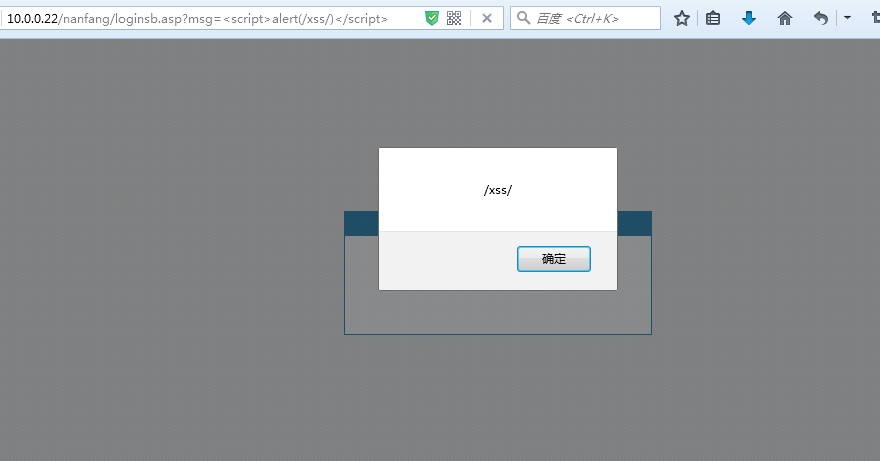 10.0.0.22/nanfang/loginsb.asp?msg=<script>alert(/xss/)</script>
百度 <Ctrl+K>
/xss/
确定